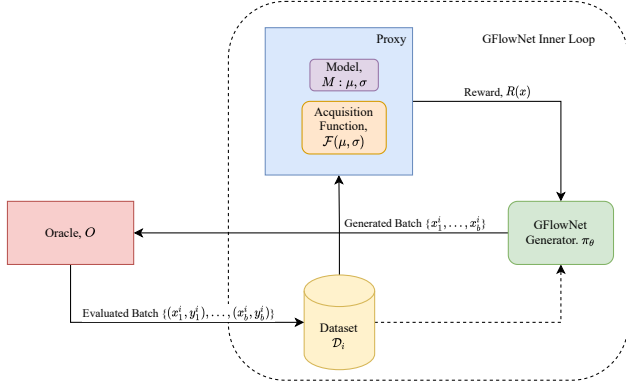 Proxy
GFlowNet Inner Loop
Model,
M : μ, σ
Acquisition
Function,
ℱ(μ, σ)
Reward, R(x)
Oracle, O
Generated Batch {x₁ⁱ, . . . , x_bⁱ}
GFlowNet
Generator. π_θ
Evaluated Batch {(x₁ⁱ, y₁ⁱ), . . . , (x_bⁱ, y_bⁱ)}
Dataset
𝒟ᵢ